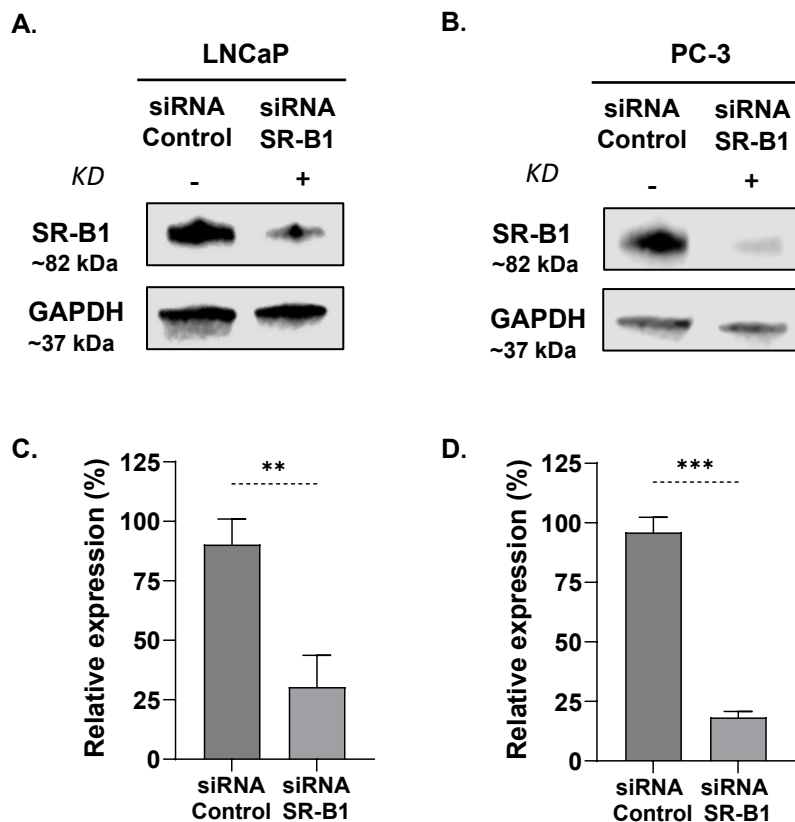 A.
LNCaP
siRNA Control
siRNA SR-B1
KD
-
+
SR-B1
~82 kDa
GAPDH
~37 kDa
B.
PC-3
siRNA Control
siRNA SR-B1
KD
-
+
SR-B1
~82 kDa
GAPDH
~37 kDa
C.
Relative expression (%)
125
100
75
50
25
0
**
siRNA Control
siRNA SR-B1
D.
Relative expression (%)
125
100
75
50
25
0
***
siRNA Control
siRNA SR-B1